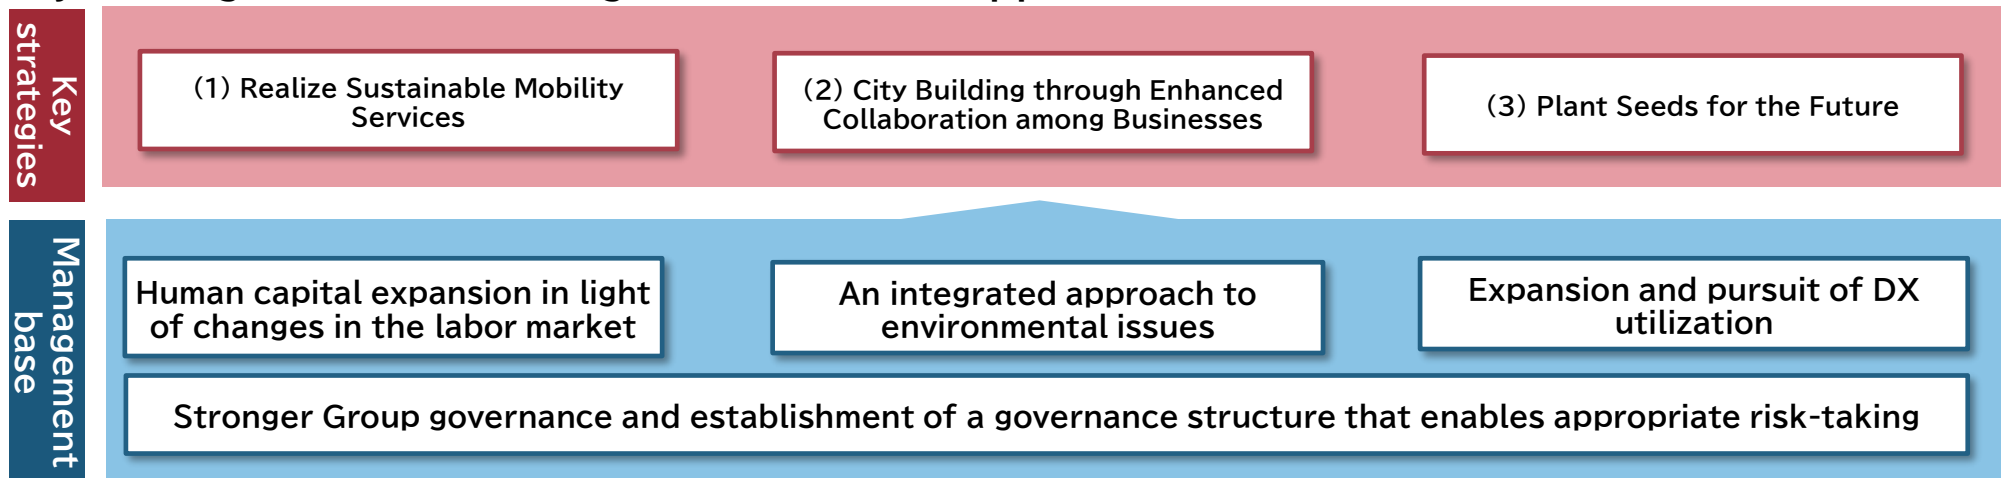 Key
strategies
(1) Realize Sustainable Mobility
Services
(2) City Building through Enhanced
Collaboration among Businesses
(3) Plant Seeds for the Future
Management
base
Human capital expansion in light
of changes in the labor market
An integrated approach to
environmental issues
Expansion and pursuit of DX
utilization
Stronger Group governance and establishment of a governance structure that enables appropriate risk-taking